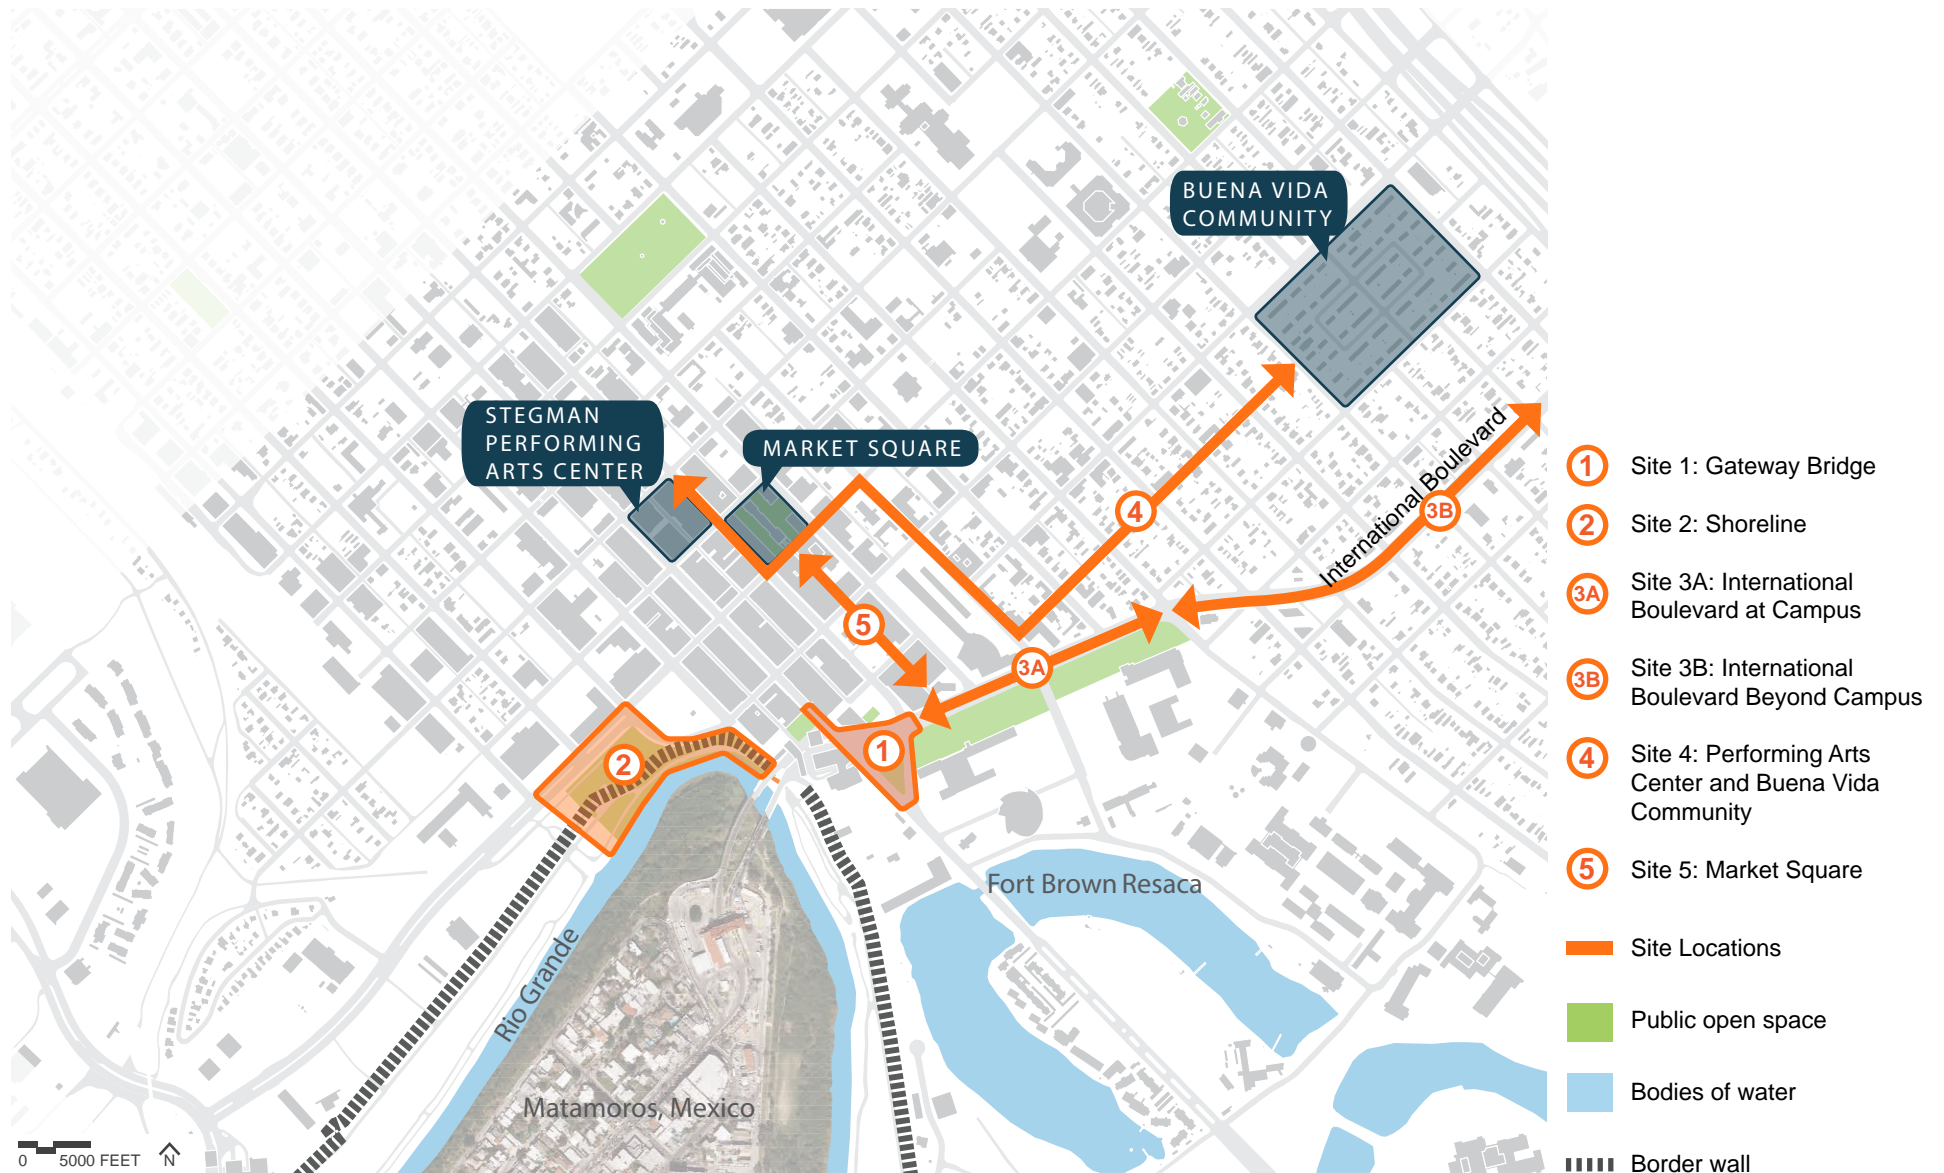 BUENA VIDA
COMMUNITY
STEGMAN
PERFORMING
ARTS CENTER
MARKET SQUARE
International Boulevard
4
3B
5
3A
1
2
Fort Brown Resaca
Rio Grande
Matamoros, Mexico
0 5000 FEET N
1 Site 1: Gateway Bridge
2 Site 2: Shoreline
3A Site 3A: International
Boulevard at Campus
3B Site 3B: International
Boulevard Beyond Campus
4 Site 4: Performing Arts
Center and Buena Vida
Community
5 Site 5: Market Square
Site Locations
Public open space
Bodies of water
Border wall